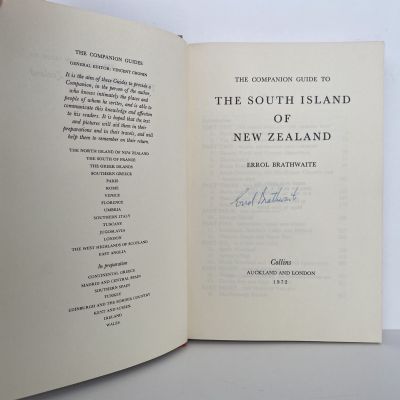 THE COMPANION GUIDES
GENERAL EDITOR: VINCENT CRONIN
It is the aim of these Guides to provide a
Companion, in the person of the author,
who knows intimately the places and
people of whom he writes, and is able to
communicate this knowledge and affection
to his readers. It is hoped that the text
and pictures will aid them in their
preparations and in their travels, and will
help them to remember on their return.
THE NORTH ISLAND OF NEW ZEALAND
THE SOUTH OF FRANCE
THE GREEK ISLANDS
SOUTHERN GREECE
PARIS
ROME
VENICE
FLORENCE
UMBRIA
SOUTHERN ITALY
TUSCANY
JUGOSLAVIA
LONDON
THE WEST HIGHLANDS OF SCOTLAND
EAST ANGLIA
In preparation
CONTINENTAL GREECE
MADRID AND CENTRAL SPAIN
SOUTHERN SPAIN
TURKEY
EDINBURGH AND THE BORDER COUNTRY
KENT AND SUSSEX
IRELAND
WALES
THE COMPANION GUIDE TO
THE SOUTH ISLAND
OF
NEW ZEALAND
ERROL BRATHWAITE
Errol Brathwaite
Collins
AUCKLAND AND LONDON
1972